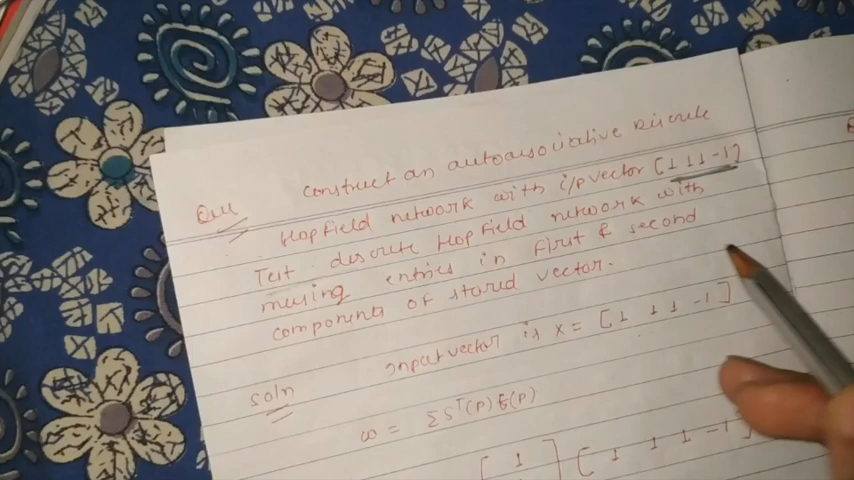 Que Construct an autoassociative Discrete
Hopfield network with i/p vector [1 1 1 -1]
Test discrete Hopfield network with
missing entries in first & second
components of stored vector.
Soln Input vector is x = [1 1 1 -1]
w = Σ S^T(P) t(P)
[1] [1 1 1 -1]